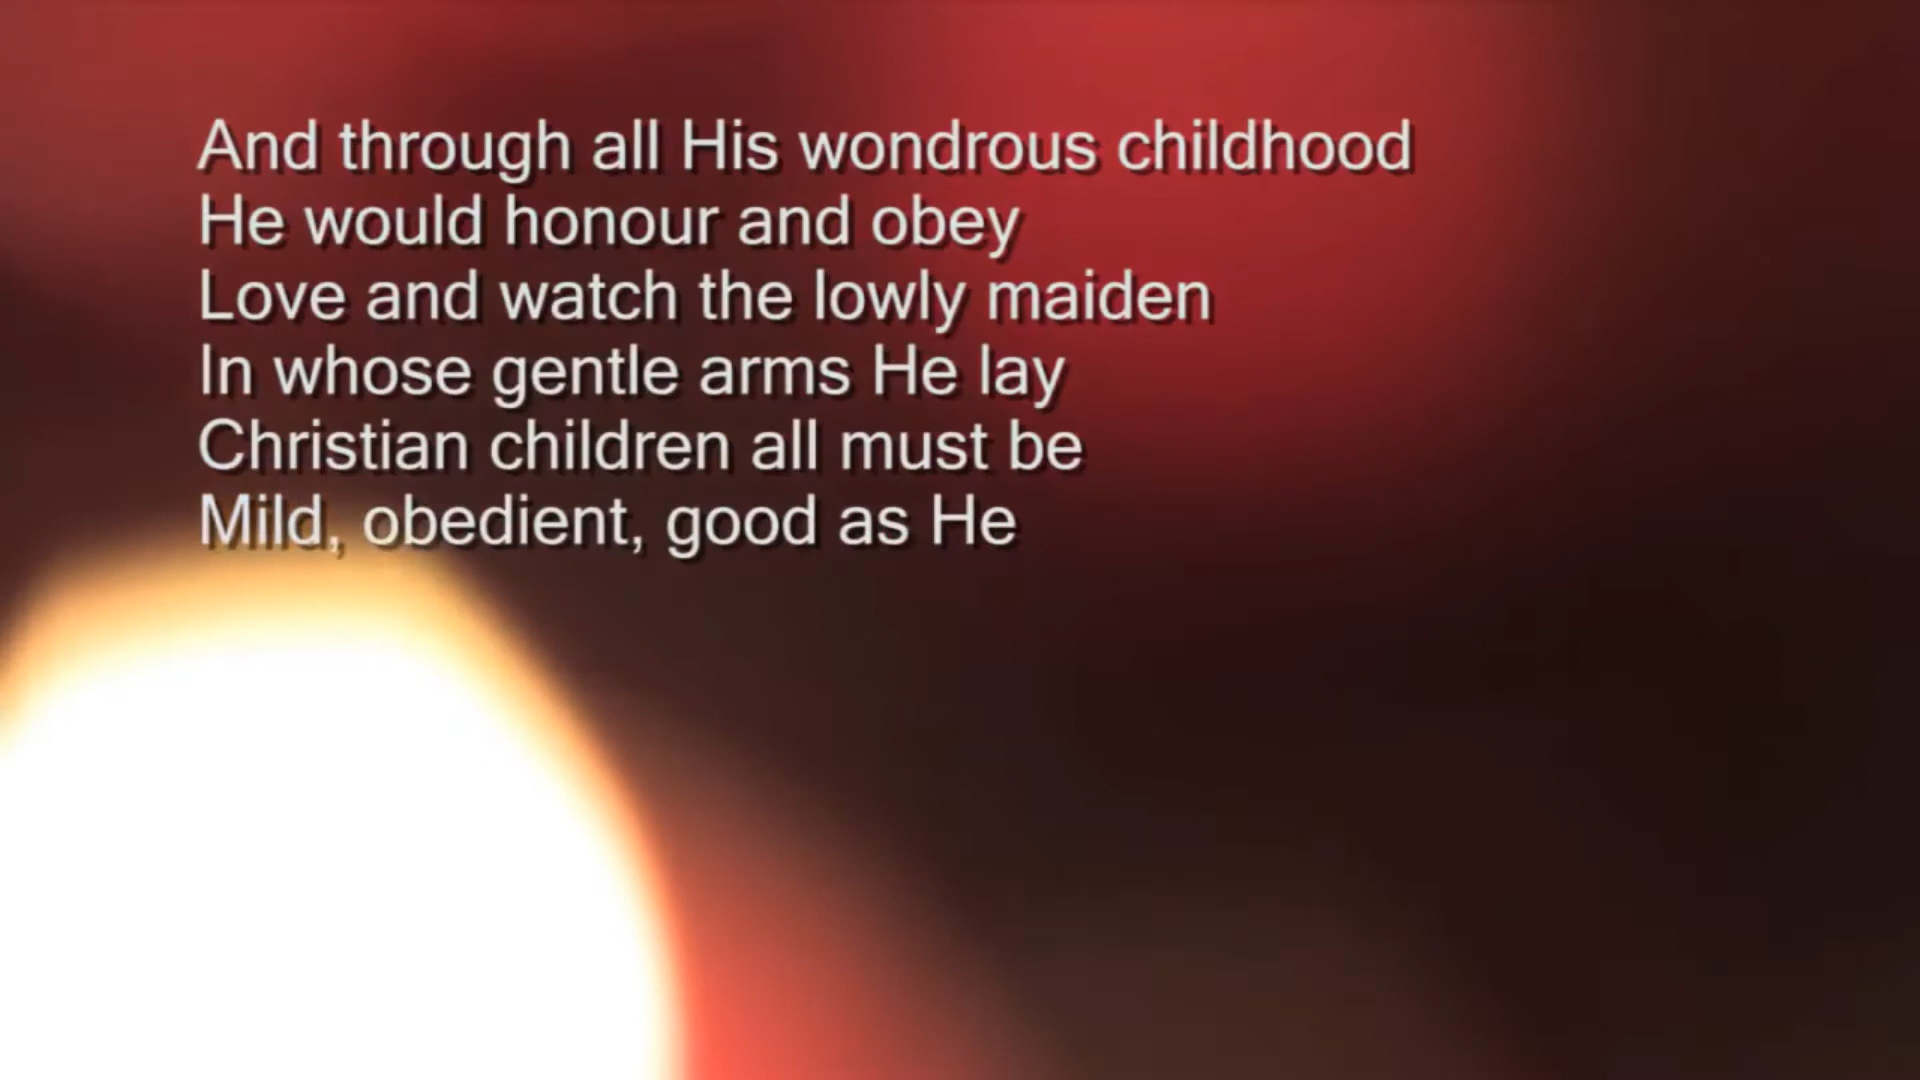 And through all His wondrous childhood
He would honour and obey
Love and watch the lowly maiden
In whose gentle arms He lay
Christian children all must be
Mild, obedient, good as He